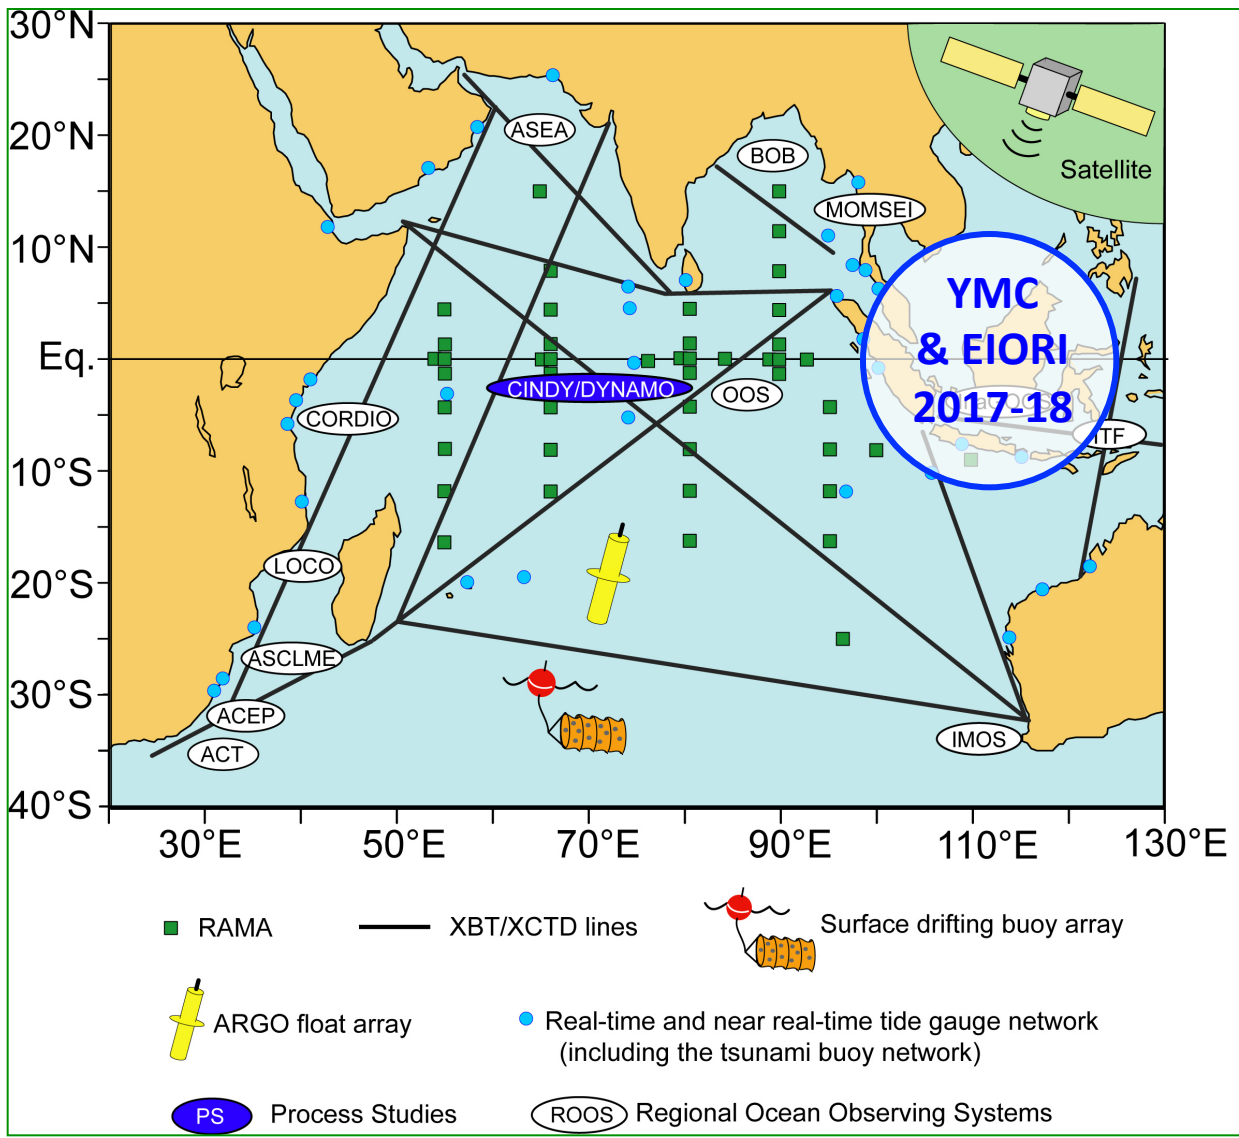 30°N
20°N
10°N
Eq.
10°S
20°S
30°S
40°S
30°E
50°E
70°E
90°E
110°E
130°E
Satellite
ASEA
BOB
MOMSEI
YMC
& EIORI
2017-18
CINDY/DYNAMO
OOS
CORDIO
ITF
LOCO
ASCLME
ACEP
ACT
IMOS
RAMA
XBT/XCTD lines
Surface drifting buoy array
ARGO float array
Real-time and near real-time tide gauge network
(including the tsunami buoy network)
PS
Process Studies
ROOS
Regional Ocean Observing Systems